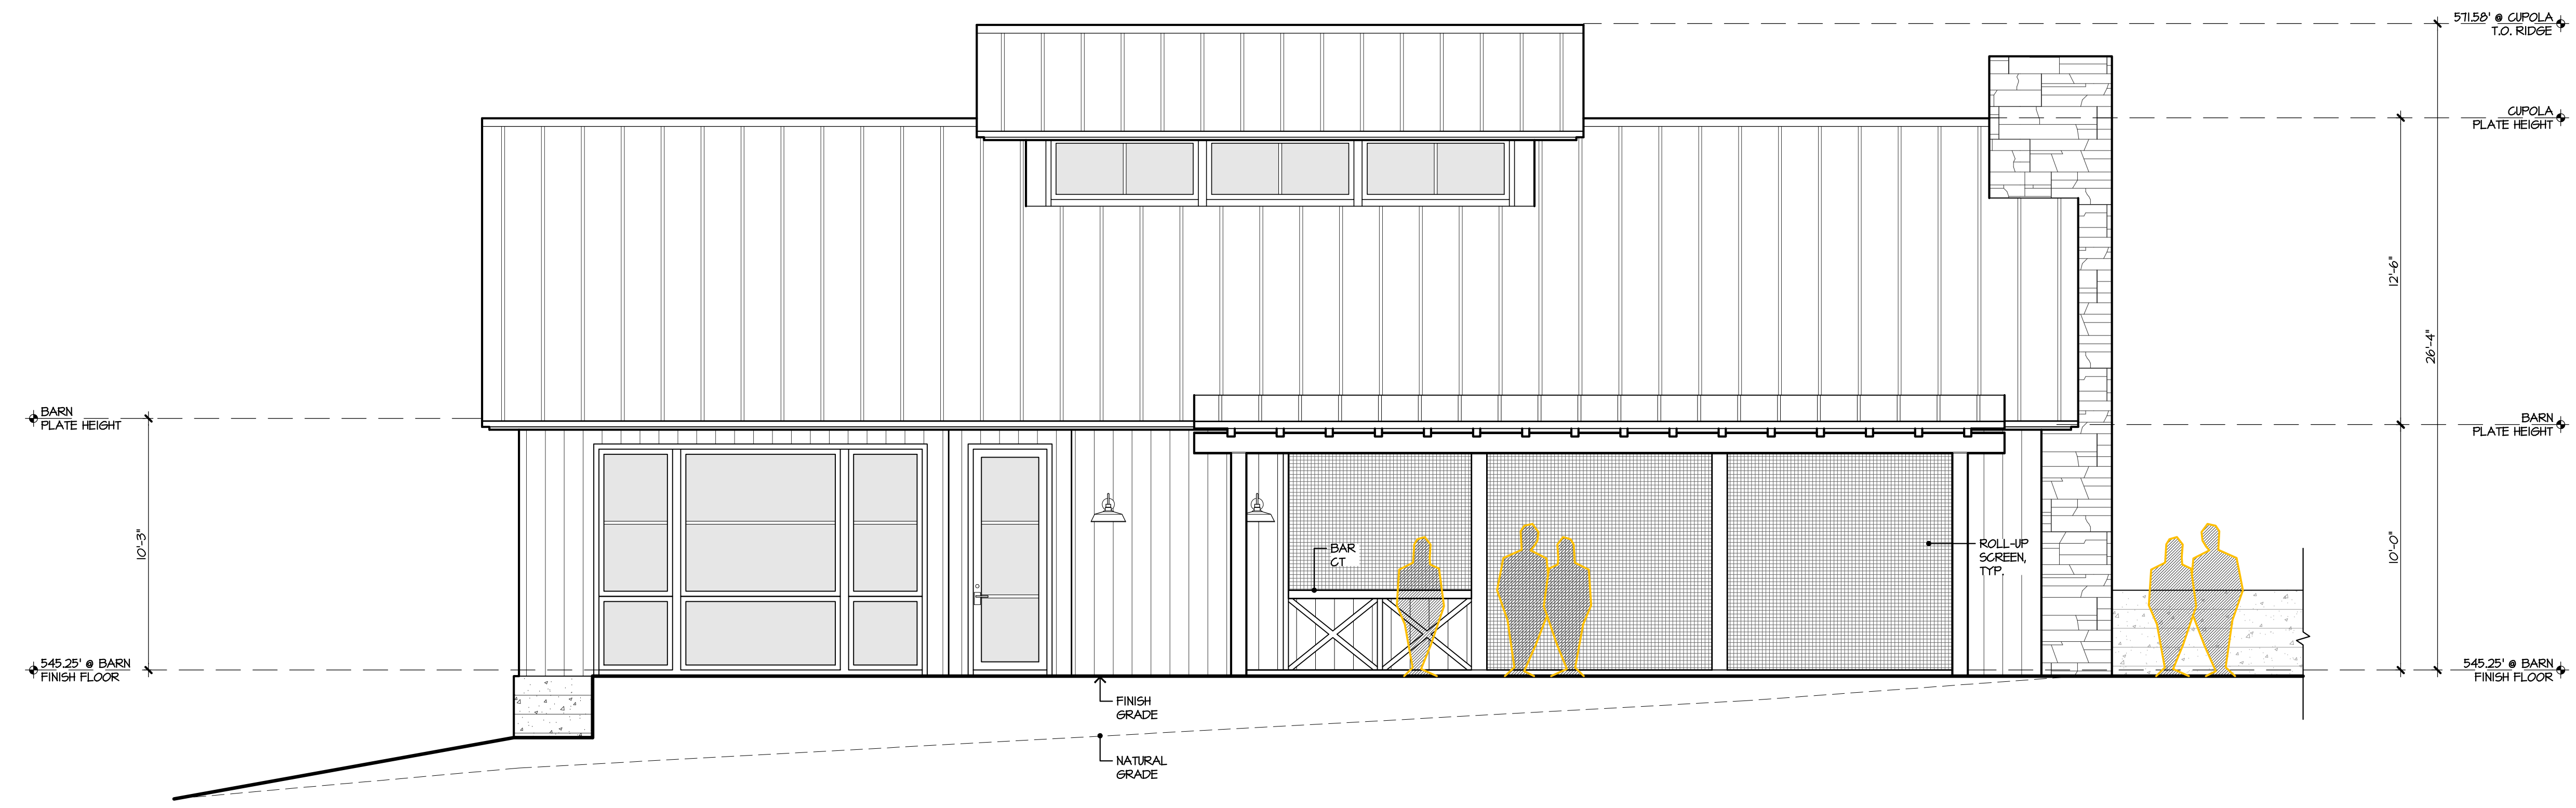 571.58' @ CUPOLA
T.O. RIDGE
CUPOLA
PLATE HEIGHT
12'-6"
26'-4"
BARN
PLATE HEIGHT
BARN
PLATE HEIGHT
10'-3"
10'-0"
BAR
CT
ROLL-UP
SCREEN,
TYP.
545.25' @ BARN
FINISH FLOOR
545.25' @ BARN
FINISH FLOOR
FINISH
GRADE
NATURAL
GRADE